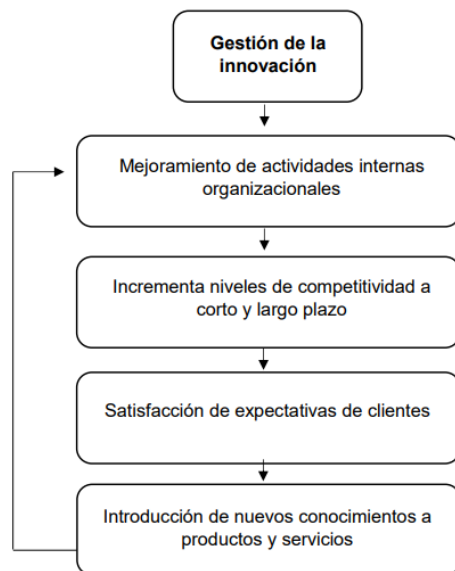 Gestión de la
innovación
Mejoramiento de actividades internas
organizacionales
Incrementa niveles de competitividad a
corto y largo plazo
Satisfacción de expectativas de clientes
Introducción de nuevos conocimientos a
productos y servicios